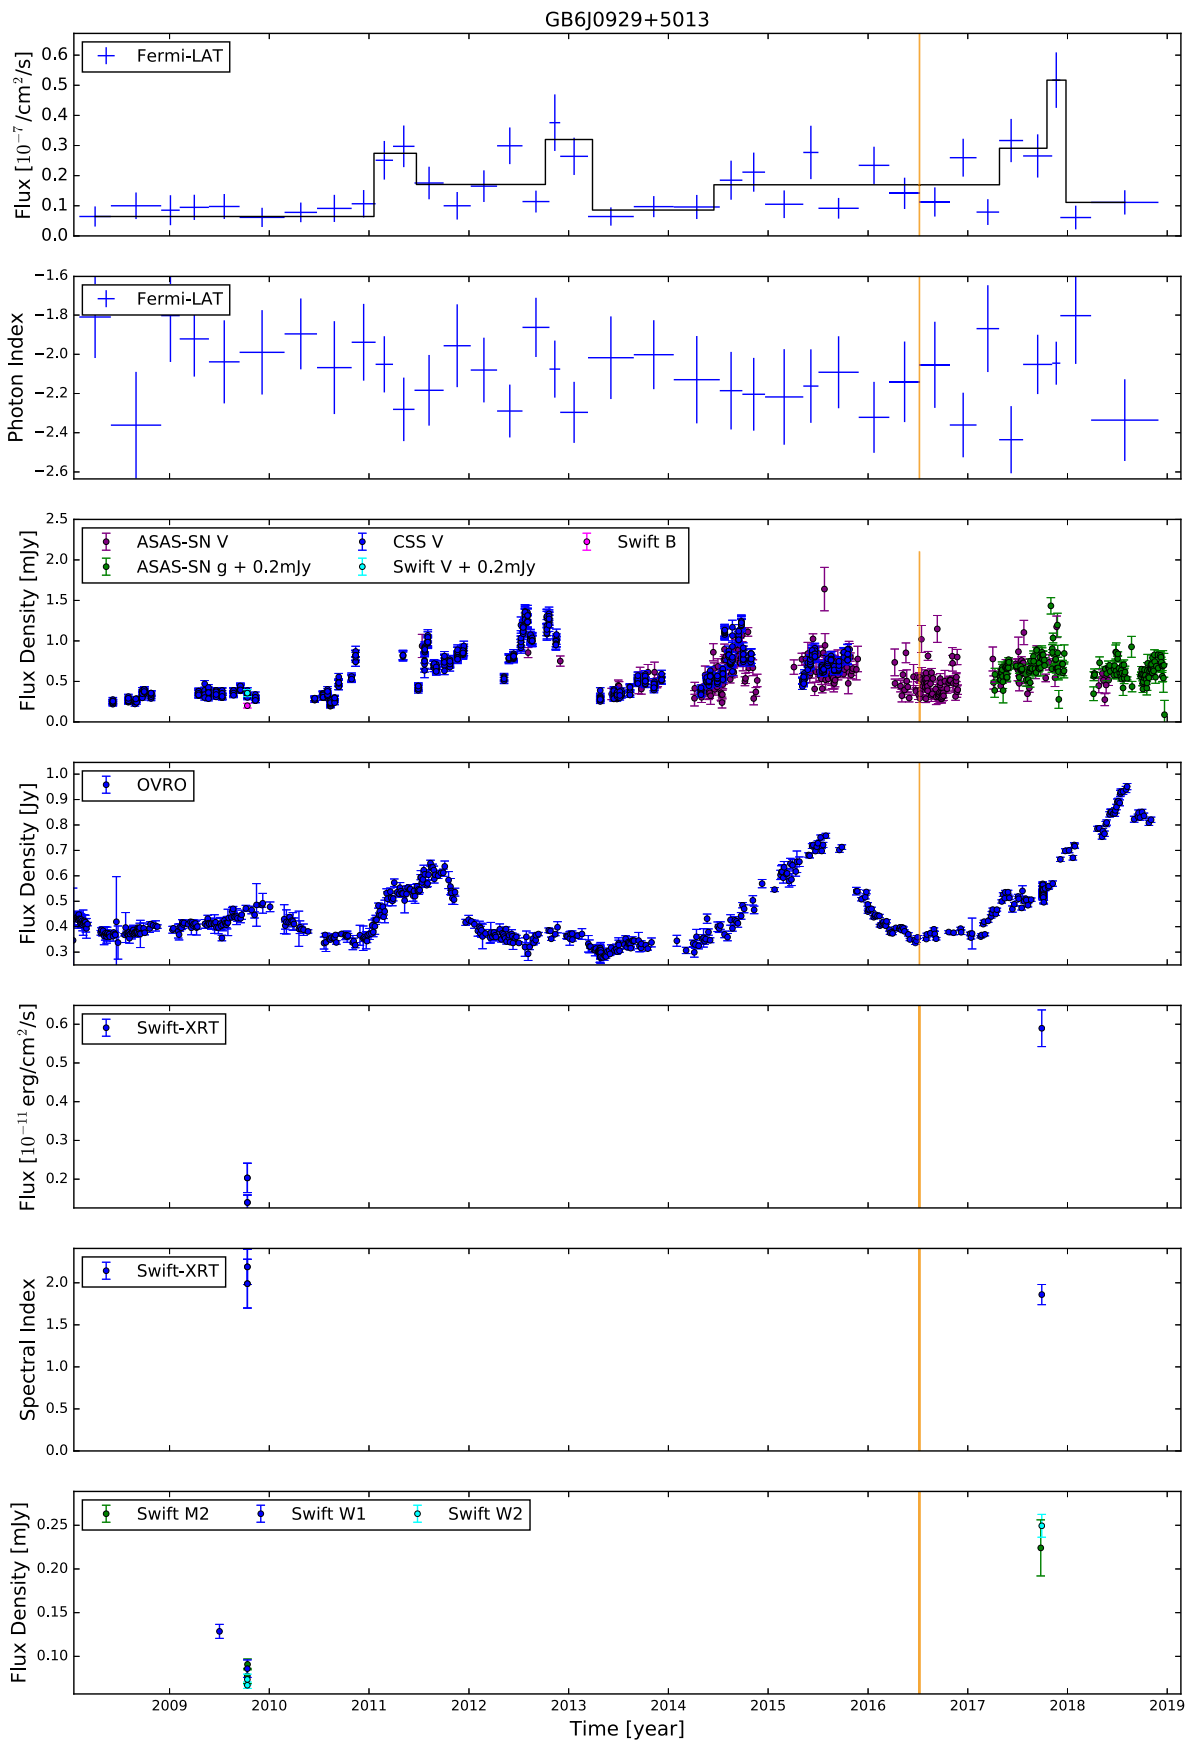 GB6J0929+5013
Fermi-LAT
Flux [10⁻⁷/cm²/s]
0.6
0.5
0.4
0.3
0.2
0.1
0.0
Fermi-LAT
Photon Index
−1.6
−1.8
−2.0
−2.2
−2.4
−2.6
ASAS-SN V CSS V Swift B
ASAS-SN g + 0.2mJy Swift V + 0.2mJy
Flux Density [mJy]
2.5
2.0
1.5
1.0
0.5
0.0
OVRO
Flux Density [Jy]
1.0
0.9
0.8
0.7
0.6
0.5
0.4
0.3
Swift-XRT
Flux [10⁻¹¹ erg/cm²/s]
0.6
0.5
0.4
0.3
0.2
Swift-XRT
Spectral Index
2.0
1.5
1.0
0.5
0.0
Swift M2 Swift W1 Swift W2
Flux Density [mJy]
0.25
0.20
0.15
0.10
2009 2010 2011 2012 2013 2014 2015 2016 2017 2018 2019
Time [year]